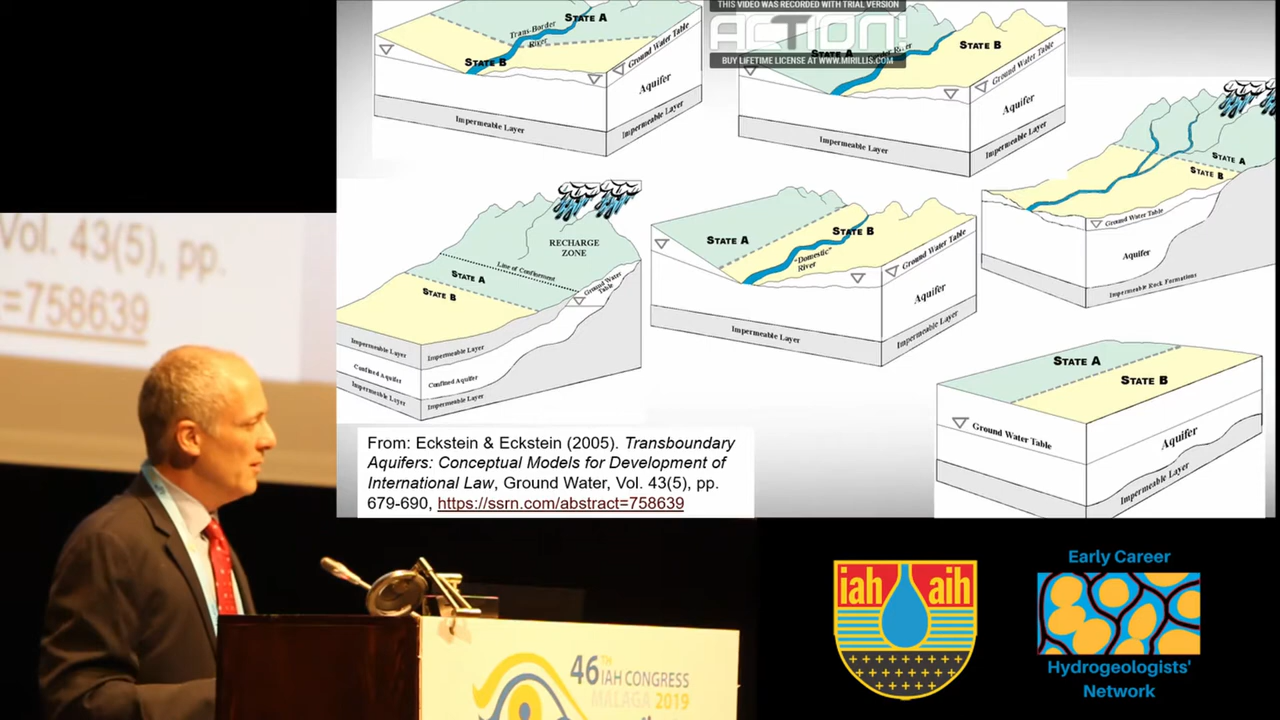 THIS VIDEO WAS RECORDED WITH TRIAL VERSION
ACTION!
BUY LIFETIME LICENSE AT WWW.MIRILLIS.COM
STATE A
Trans-Border
River
STATE B
Ground Water Table
Aquifer
Impermeable Layer
Impermeable Layer
STATE A
STATE B
Ground Water Table
Aquifer
Impermeable Layer
Impermeable Layer
STATE A
STATE B
Ground Water Table
Aquifer
Impermeable Rock Formations
RECHARGE
ZONE
Line of Confinement
STATE A
Ground Water
Table
STATE B
Impermeable Layer
Impermeable Layer
Confined Aquifer
Confined Aquifer
Impermeable Layer
Impermeable Layer
STATE A
STATE B
"Domestic"
River
Ground Water Table
Aquifer
Impermeable Layer
Impermeable Layer
STATE A
STATE B
Ground Water Table
Aquifer
Impermeable Layer
From: Eckstein & Eckstein (2005). Transboundary
Aquifers: Conceptual Models for Development of
International Law, Ground Water, Vol. 43(5), pp.
679-690, https://ssrn.com/abstract=758639
Vol. 43(5), pp.
t=758639
46TH
IAH CONGRESS
MALAGA 2019
iah aih
Early Career
Hydrogeologists'
Network